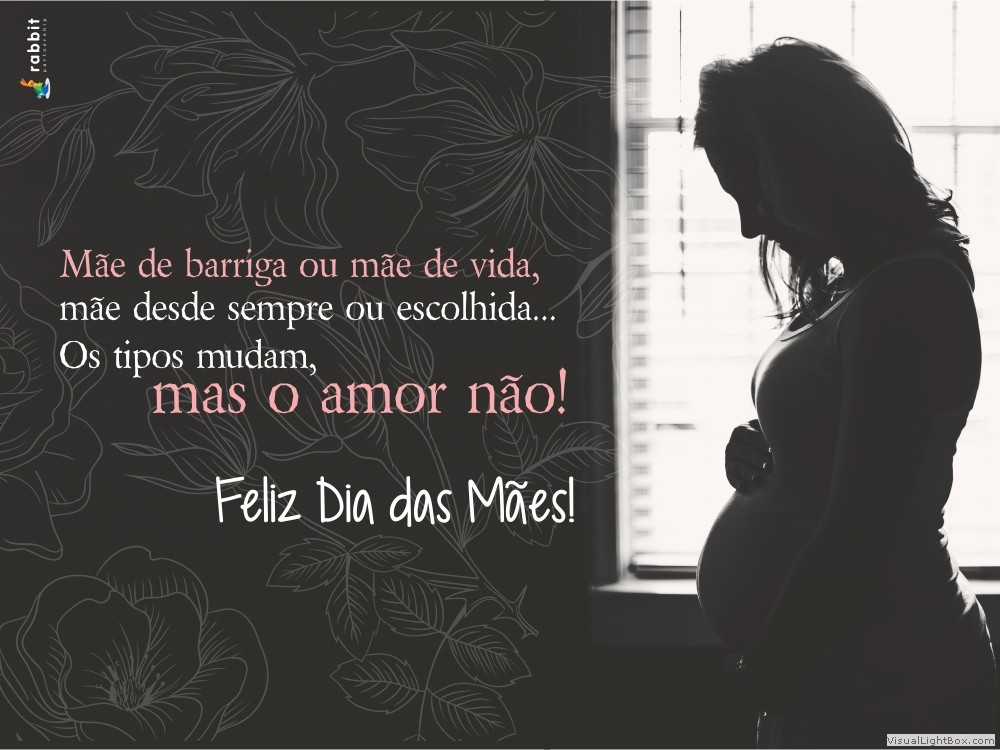 rabbit
partnership
Mãe de barriga ou mãe de vida,
mãe desde sempre ou escolhida...
Os tipos mudam,
mas o amor não!
Feliz Dia das Mães!
VisualLightBox.com